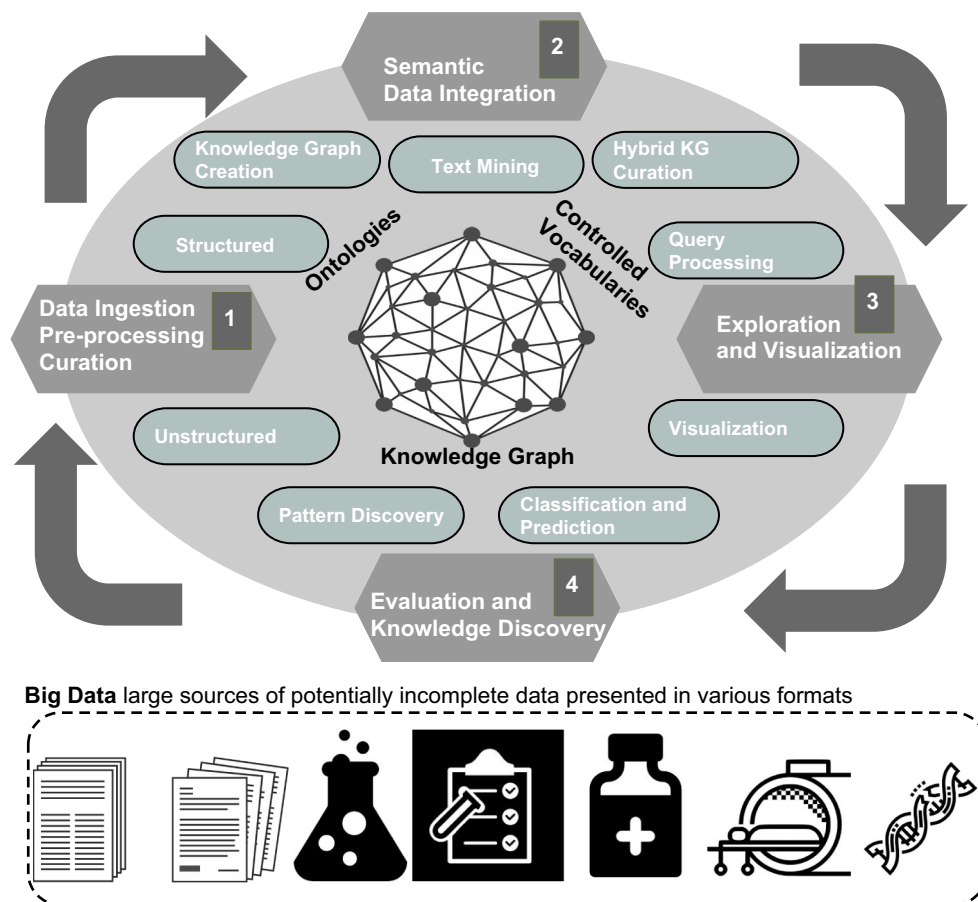 2
Semantic
Data Integration
Knowledge Graph
Creation
Text Mining
Hybrid KG
Curation
Structured
Ontologies
Controlled
Vocabularies
Query
Processing
Data Ingestion
Pre-processing
Curation
1
3
Exploration
and Visualization
Unstructured
Visualization
Knowledge Graph
Pattern Discovery
Classification and
Prediction
4
Evaluation and
Knowledge Discovery
Big Data large sources of potentially incomplete data presented in various formats